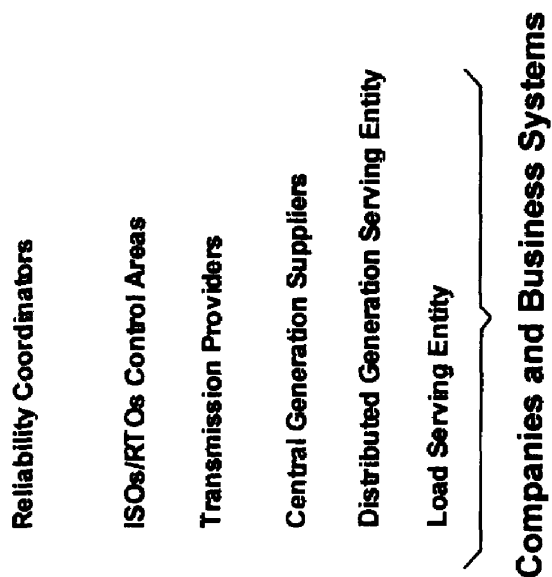 Reliability Coordinators
ISOs/RTOs Control Areas
Transmission Providers
Central Generation Suppliers
Distributed Generation Serving Entity
Load Serving Entity
Companies and Business Systems